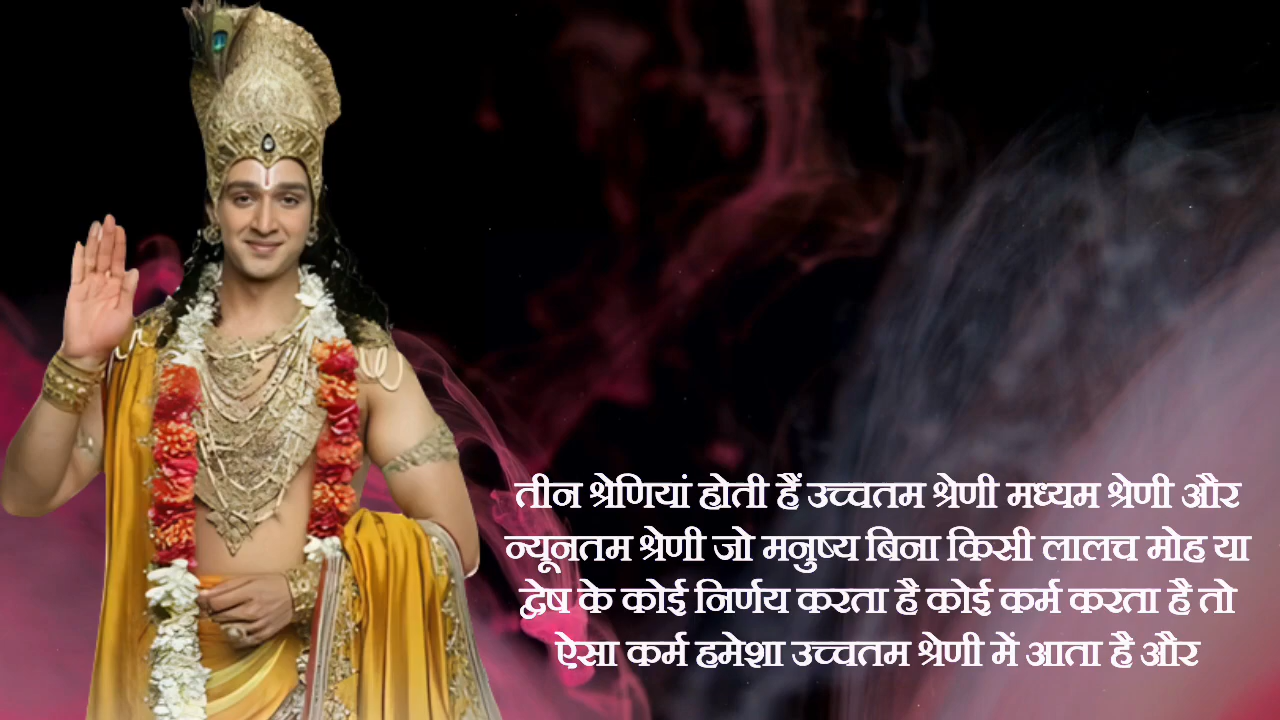 तीन श्रेणियां होती हैं उच्चतम श्रेणी मध्यम श्रेणी और
न्यूनतम श्रेणी जो मनुष्य बिना किसी लालच मोह या
द्वेष के कोई निर्णय करता है कोई कर्म करता है तो
ऐसा कर्म हमेशा उच्चतम श्रेणी में आता है और